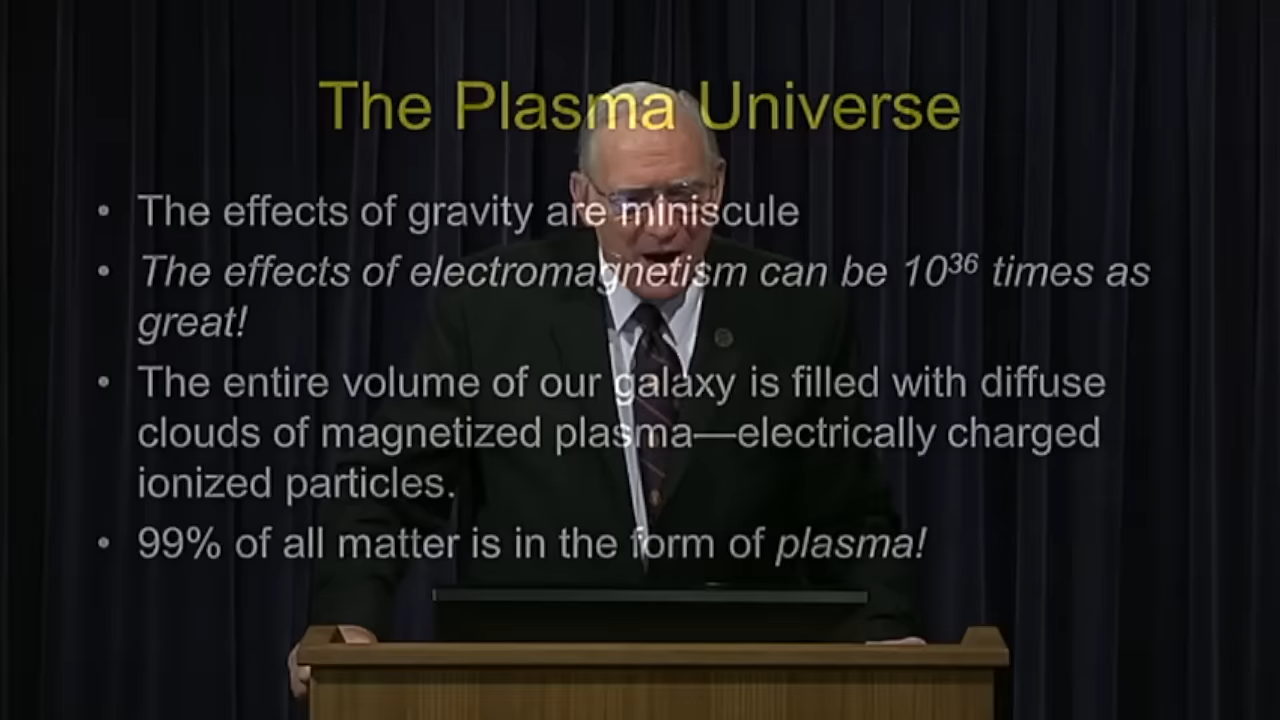 The Plasma Universe
• The effects of gravity are miniscule
• The effects of electromagnetism can be 10³⁶ times as
great!
• The entire volume of our galaxy is filled with diffuse
clouds of magnetized plasma—electrically charged
ionized particles.
• 99% of all matter is in the form of plasma!